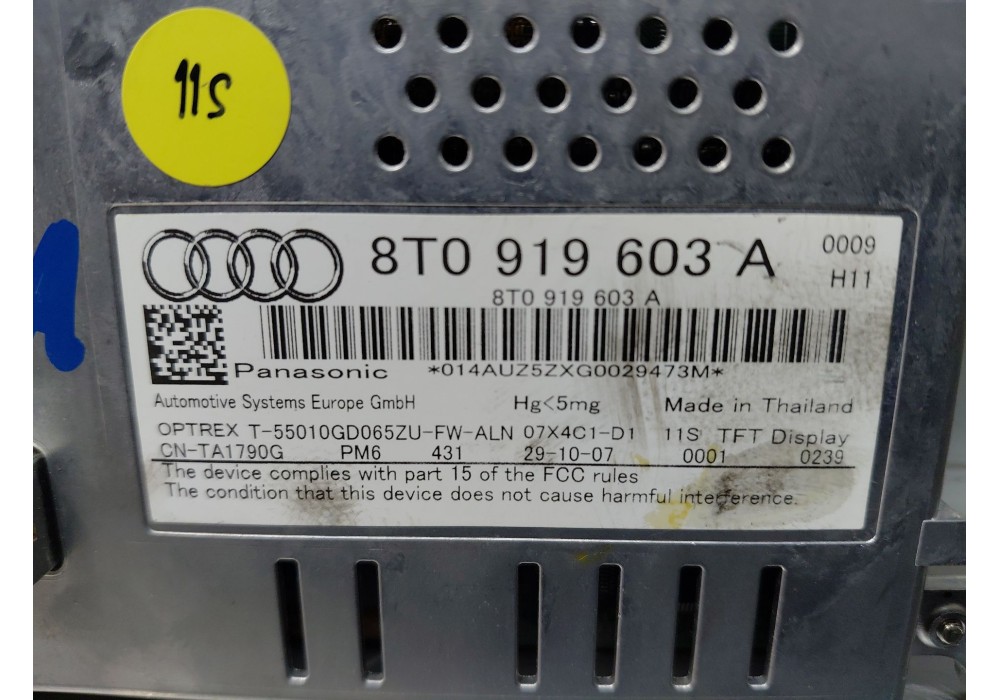 11S
8T0 919 603 A
0009
H11
8T0 919 603 A
Panasonic *014AUZ5ZXG0029473M*
Automotive Systems Europe GmbH Hg<5mg Made in Thailand
OPTREX T-55010GD065ZU-FW-ALN 07X4C1-D1 11S TFT Display
CN-TA1790G PM6 431 29-10-07 0001 0239
The device complies with part 15 of the FCC rules
The condition that this device does not cause harmful interference.